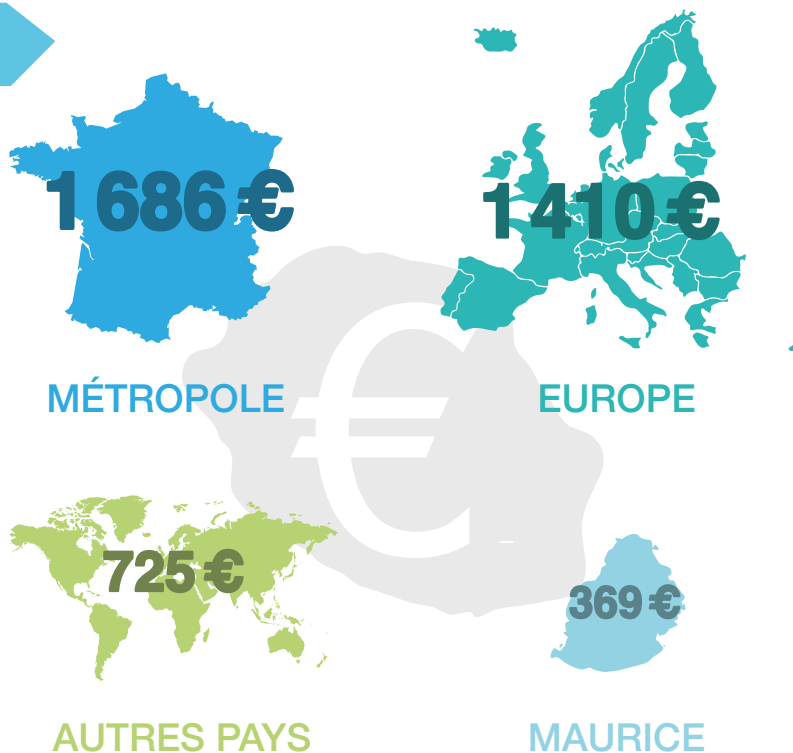 1 686 €
1 410 €
MÉTROPOLE
EUROPE
€
725 €
369 €
AUTRES PAYS
MAURICE